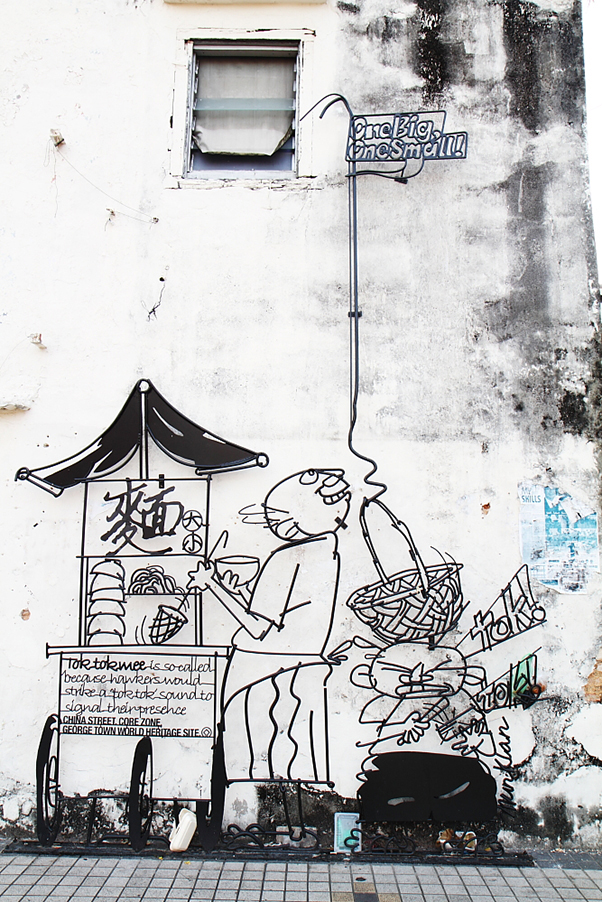 One Big,
One Small!
麵
大
小
Tok tok mee is so called
because hawkers would
strike a "tok tok" sound to
signal their presence
CHINA STREET. CORE ZONE.
GEORGE TOWN WORLD HERITAGE SITE.
tok!
tok!
SKILLS